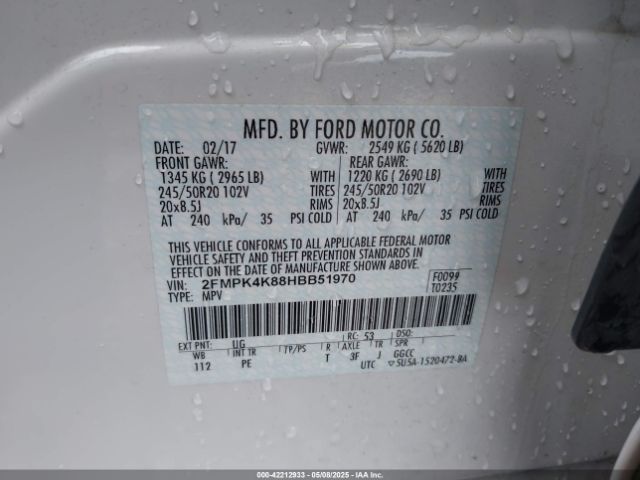 MFD. BY FORD MOTOR CO.
DATE: 02/17 GVWR: 2549 KG ( 5620 LB)
FRONT GAWR: REAR GAWR:
1345 KG ( 2965 LB) WITH 1220 KG ( 2690 LB) WITH
245/50R20 102V TIRES 245/50R20 102V TIRES
20x8.5J RIMS 20x8.5J RIMS
AT 240 kPa/ 35 PSI COLD AT 240 kPa/ 35 PSI COLD
THIS VEHICLE CONFORMS TO ALL APPLICABLE FEDERAL MOTOR
VEHICLE SAFETY AND THEFT PREVENTION STANDARDS
IN EFFECT ON THE DATE OF MANUFACTURE SHOWN ABOVE.
VIN: 2FMPK4K88HBB51970 F0099
TYPE: MPV T0235
EXT PNT: UG RC: 53 DSO:
WB INT TR TP/PS R AXLE TR SPR
112 PE T 3F J GGCC
UTC ▽SU5A-1520472-BA
00-42212933 - 05/08/2025 - IAA Inc.